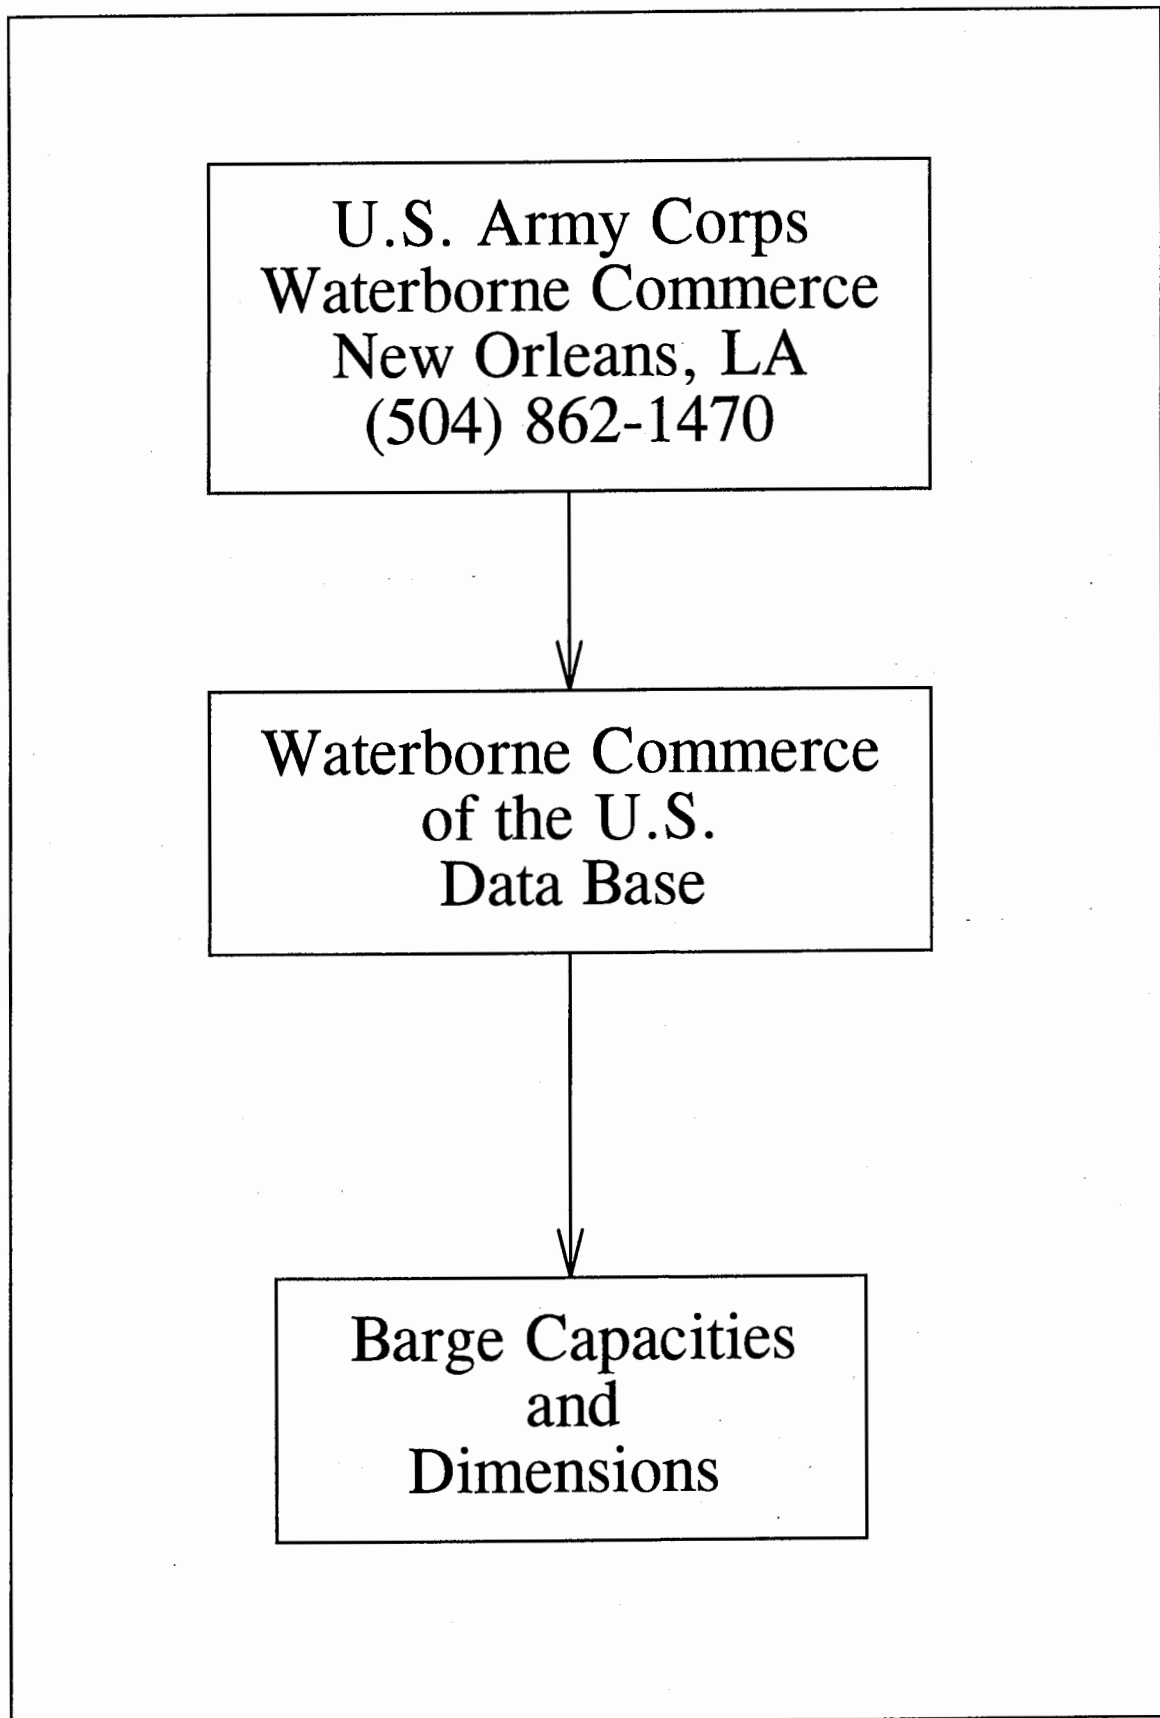 U.S. Army Corps
Waterborne Commerce
New Orleans, LA
(504) 862-1470
Waterborne Commerce
of the U.S.
Data Base
Barge Capacities
and
Dimensions